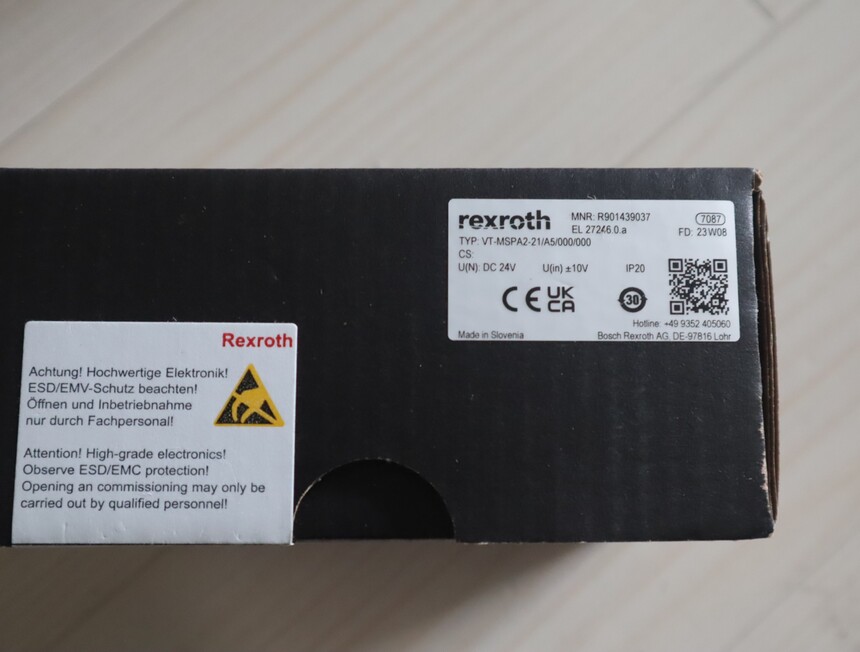 rexroth
MNR: R901439037
7087
EL 27246.0.a
FD: 23W08
TYP: VT-MSPA2-21/A5/000/000
CS:
U(N): DC 24V U(in) ±10V IP20
CE UK CA 30
Hotline: +49 9352 405060
Made in Slovenia Bosch Rexroth AG, DE-97816 Lohr
Rexroth
Achtung! Hochwertige Elektronik!
ESD/EMV-Schutz beachten!
Öffnen und Inbetriebnahme
nur durch Fachpersonal!
Attention! High-grade electronics!
Observe ESD/EMC protection!
Opening an commissioning may only be
carried out by qualified personnel!